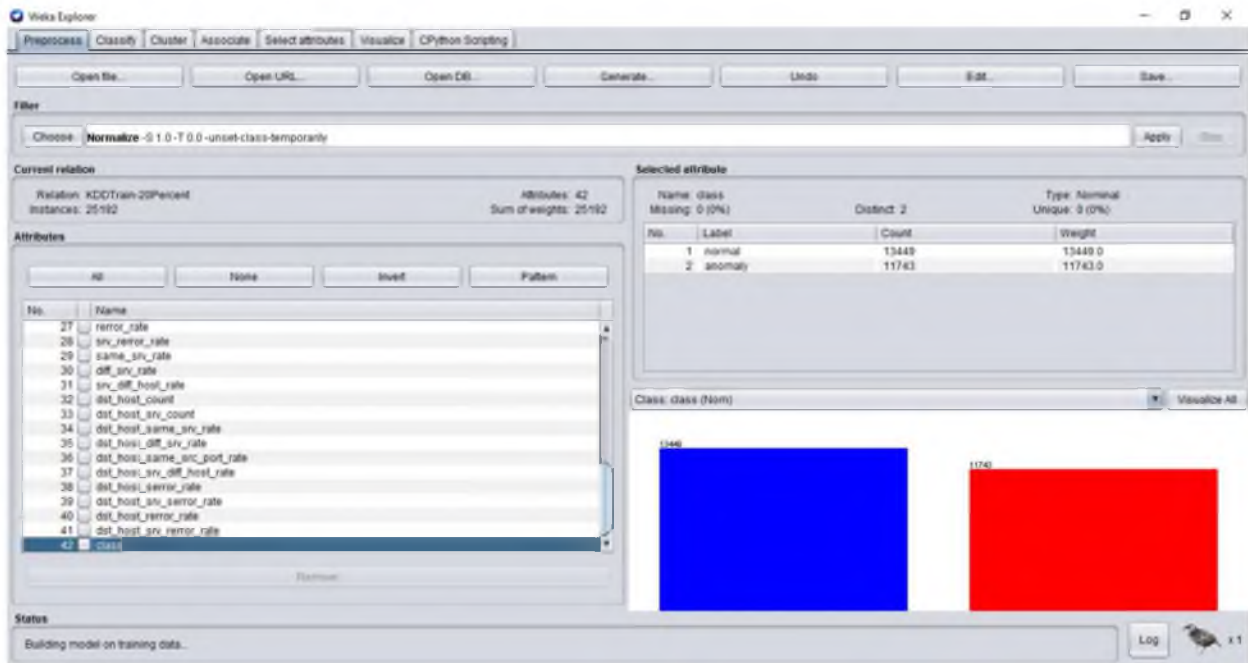 Weka Explorer
Preprocess Classify Cluster Associate Select attributes Visualize CPython Scripting
Open file... Open URL... Open DB... Generate... Undo Edit... Save...
Filter
Choose Normalize -S 1.0 -T 0.0 -unset-class-temporarily Apply Stop
Current relation
Relation: KDDTrain-20Percent Attributes: 42
Instances: 25192 Sum of weights: 25192
Attributes
All None Invert Pattern
No. Name
27 rerror_rate
28 srv_rerror_rate
29 same_srv_rate
30 diff_srv_rate
31 srv_diff_host_rate
32 dst_host_count
33 dst_host_srv_count
34 dst_host_same_srv_rate
35 dst_host_diff_srv_rate
36 dst_host_same_src_port_rate
37 dst_host_srv_diff_host_rate
38 dst_host_serror_rate
39 dst_host_srv_serror_rate
40 dst_host_rerror_rate
41 dst_host_srv_rerror_rate
42 class
Remove
Selected attribute
Name: class Type: Nominal
Missing: 0 (0%) Distinct: 2 Unique: 0 (0%)
No. Label Count Weight
1 normal 13449 13449.0
2 anomaly 11743 11743.0
Class: class (Nom) Visualize All
13449
11743
Status
Building model on training data...
Log x 1